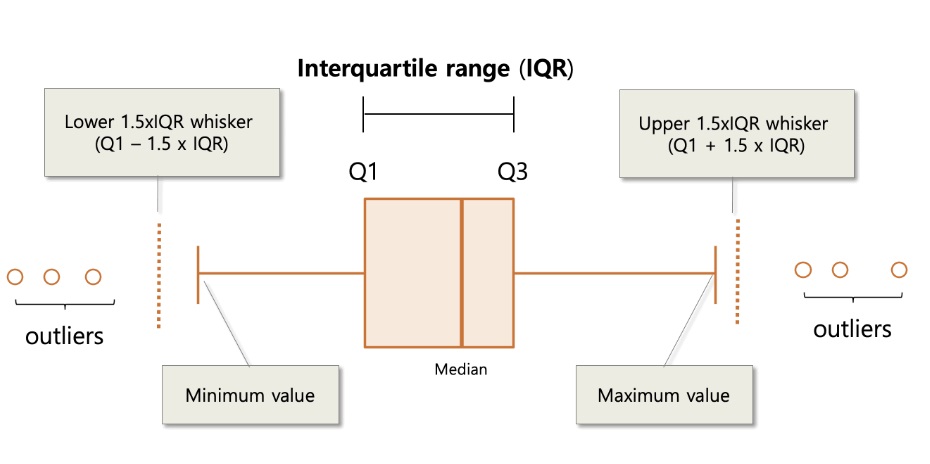 Interquartile range (IQR)
Lower 1.5xIQR whisker
(Q1 – 1.5 x IQR)
Upper 1.5xIQR whisker
(Q1 + 1.5 x IQR)
Q1
Q3
outliers
outliers
Median
Minimum value
Maximum value